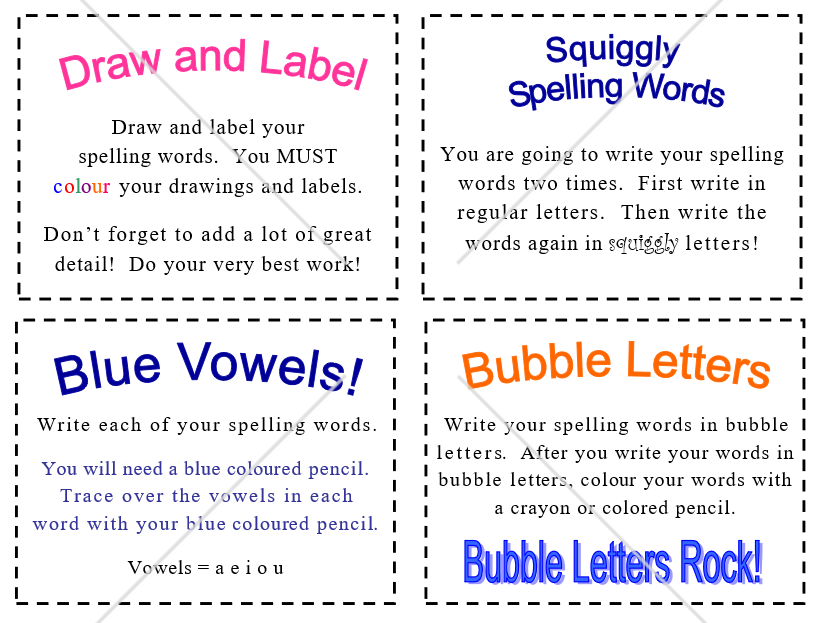 Draw and Label
Draw and label your
spelling words. You MUST
colour your drawings and labels.
Don't forget to add a lot of great
detail! Do your very best work!
Squiggly
Spelling Words
You are going to write your spelling
words two times. First write in
regular letters. Then write the
words again in squiggly letters!
Blue Vowels!
Write each of your spelling words.
You will need a blue coloured pencil.
Trace over the vowels in each
word with your blue coloured pencil.
Vowels = a e i o u
Bubble Letters
Write your spelling words in bubble
letters. After you write your words in
bubble letters, colour your words with
a crayon or colored pencil.
Bubble Letters Rock!